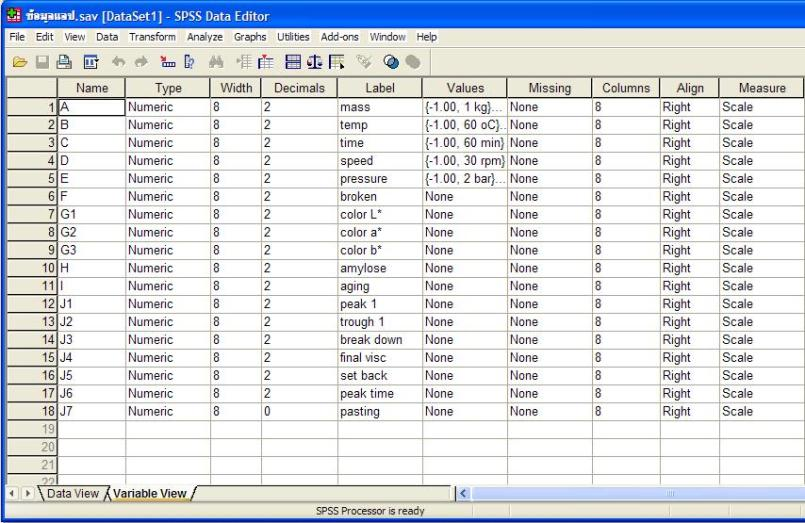 ข้อมูลแอป.sav [DataSet1] - SPSS Data Editor
File Edit View Data Transform Analyze Graphs Utilities Add-ons Window Help
Name Type Width Decimals Label Values Missing Columns Align Measure
1 A Numeric 8 2 mass {-1.00, 1 kg}... None 8 Right Scale
2 B Numeric 8 2 temp {-1.00, 60 oC}.. None 8 Right Scale
3 C Numeric 8 2 time {-1.00, 60 min} None 8 Right Scale
4 D Numeric 8 2 speed {-1.00, 30 rpm} None 8 Right Scale
5 E Numeric 8 2 pressure {-1.00, 2 bar}... None 8 Right Scale
6 F Numeric 8 2 broken None None 8 Right Scale
7 G1 Numeric 8 2 color L* None None 8 Right Scale
8 G2 Numeric 8 2 color a* None None 8 Right Scale
9 G3 Numeric 8 2 color b* None None 8 Right Scale
10 H Numeric 8 2 amylose None None 8 Right Scale
11 I Numeric 8 2 aging None None 8 Right Scale
12 J1 Numeric 8 2 peak 1 None None 8 Right Scale
13 J2 Numeric 8 2 trough 1 None None 8 Right Scale
14 J3 Numeric 8 2 break down None None 8 Right Scale
15 J4 Numeric 8 2 final visc None None 8 Right Scale
16 J5 Numeric 8 2 set back None None 8 Right Scale
17 J6 Numeric 8 2 peak time None None 8 Right Scale
18 J7 Numeric 8 0 pasting None None 8 Right Scale
19
20
21
22
Data View Variable View
SPSS Processor is ready